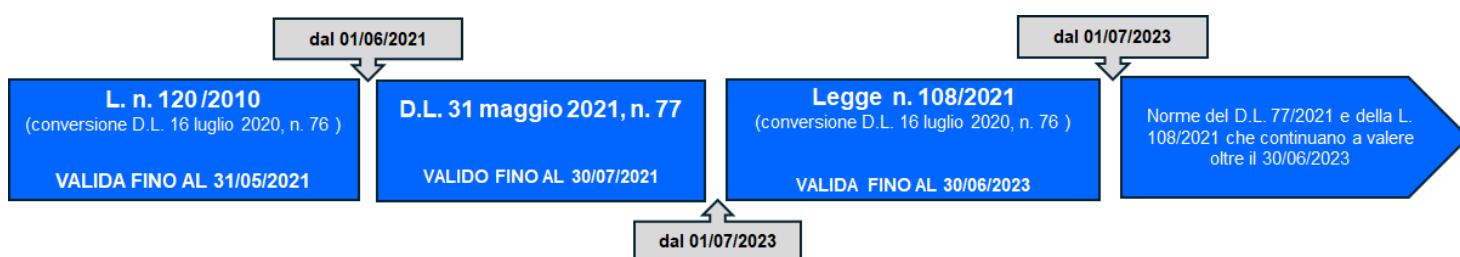 dal 01/06/2021
dal 01/07/2023
L. n. 120/2010
(conversione D.L. 16 luglio 2020, n. 76 )
VALIDA FINO AL 31/05/2021
D.L. 31 maggio 2021, n. 77
VALIDO FINO AL 30/07/2021
Legge n. 108/2021
(conversione D.L. 16 luglio 2020, n. 76 )
VALIDA FINO AL 30/06/2023
Norme del D.L. 77/2021 e della L.
108/2021 che continuano a valere
oltre il 30/06/2023
dal 01/07/2023